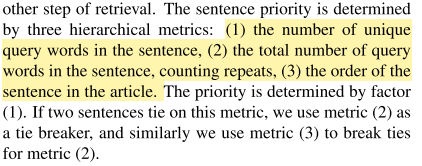 other step of retrieval. The sentence priority is determined
by three hierarchical metrics: (1) the number of unique
query words in the sentence, (2) the total number of query
words in the sentence, counting repeats, (3) the order of the
sentence in the article. The priority is determined by factor
(1). If two sentences tie on this metric, we use metric (2) as
a tie breaker, and similarly we use metric (3) to break ties
for metric (2).